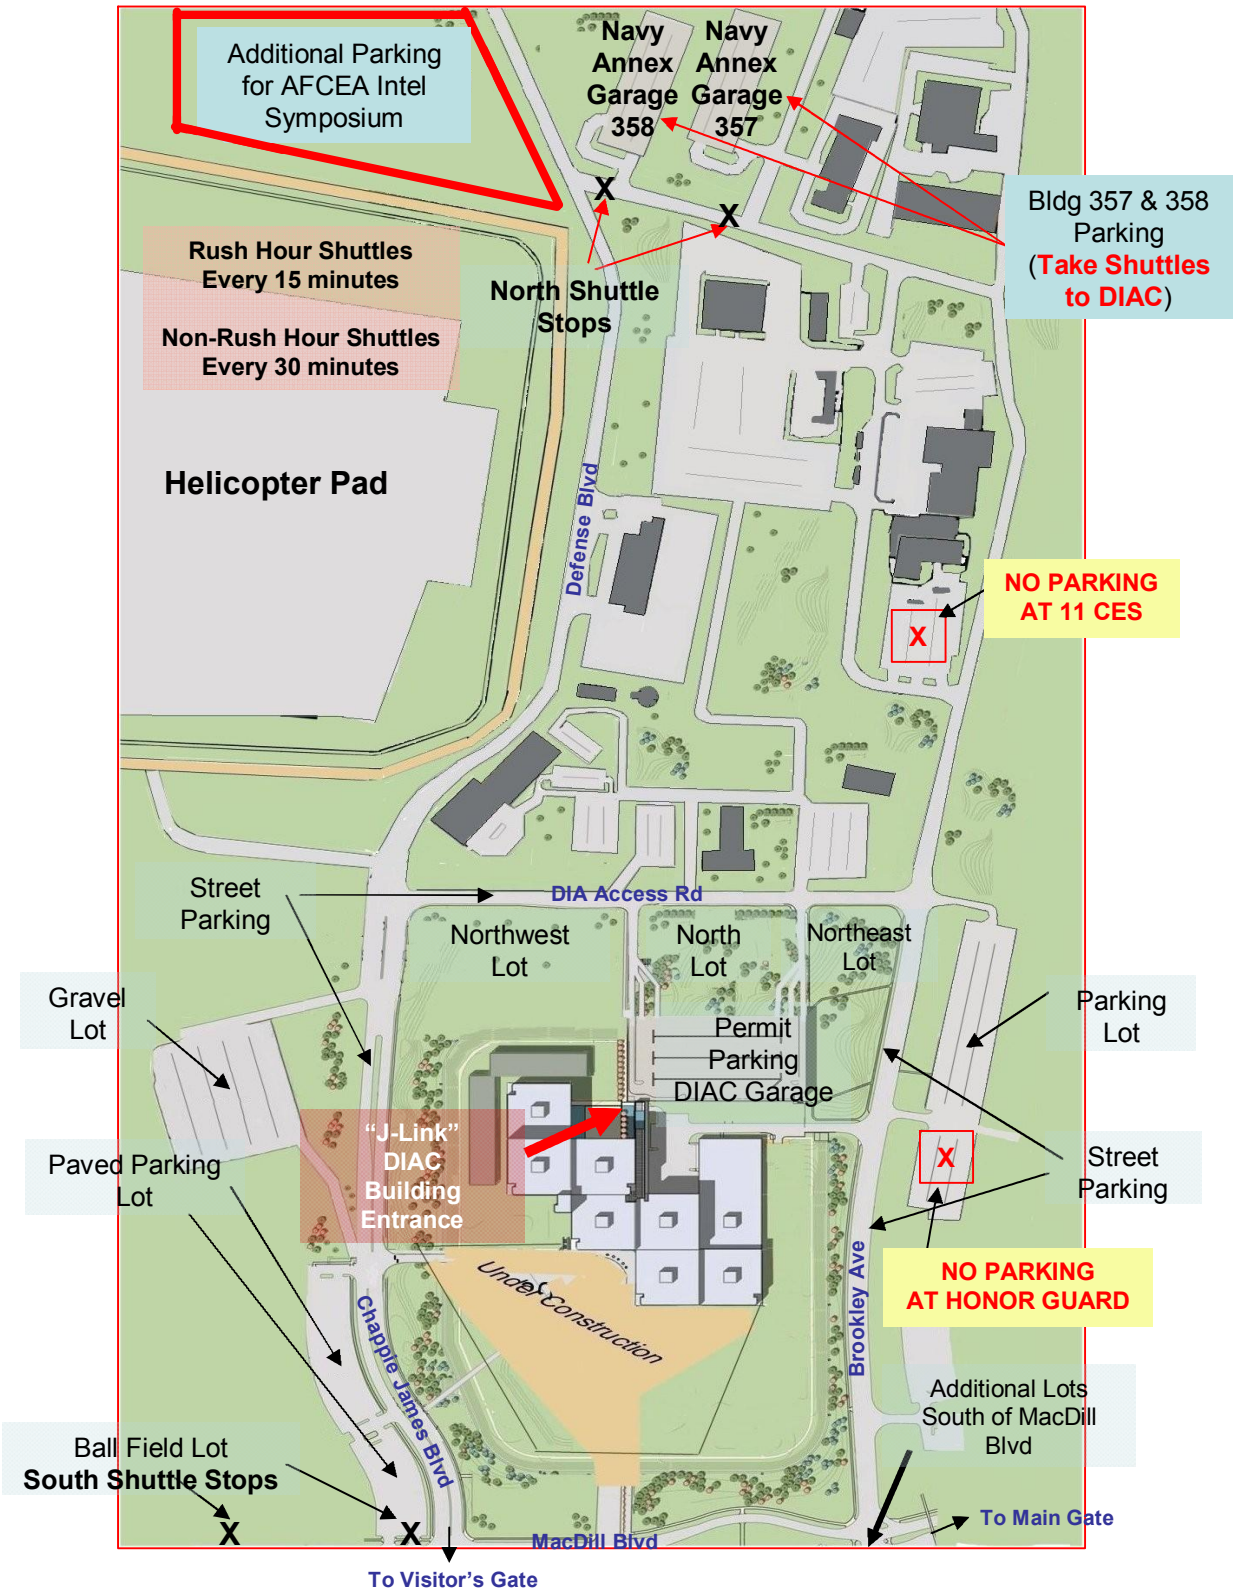 Additional Parking
for AFCEA Intel
Symposium
Navy
Annex
Garage
358
Navy
Annex
Garage
357
X
X
Bldg 357 & 358
Parking
(Take Shuttles
to DIAC)
Rush Hour Shuttles
Every 15 minutes
North Shuttle
Stops
Non-Rush Hour Shuttles
Every 30 minutes
Helicopter Pad
Defense Blvd
NO PARKING
AT 11 CES
X
Street
Parking
DIA Access Rd
Northwest
Lot
North
Lot
Northeast
Lot
Gravel
Lot
Parking
Lot
Permit
Parking
DIAC Garage
"J-Link"
DIAC
Building
Entrance
Paved Parking
Lot
X
Street
Parking
NO PARKING
AT HONOR GUARD
Under Construction
Chappie James Blvd
Brookley Ave
Additional Lots
South of MacDill
Blvd
Ball Field Lot
South Shuttle Stops
X
X
MacDill Blvd
To Main Gate
To Visitor's Gate